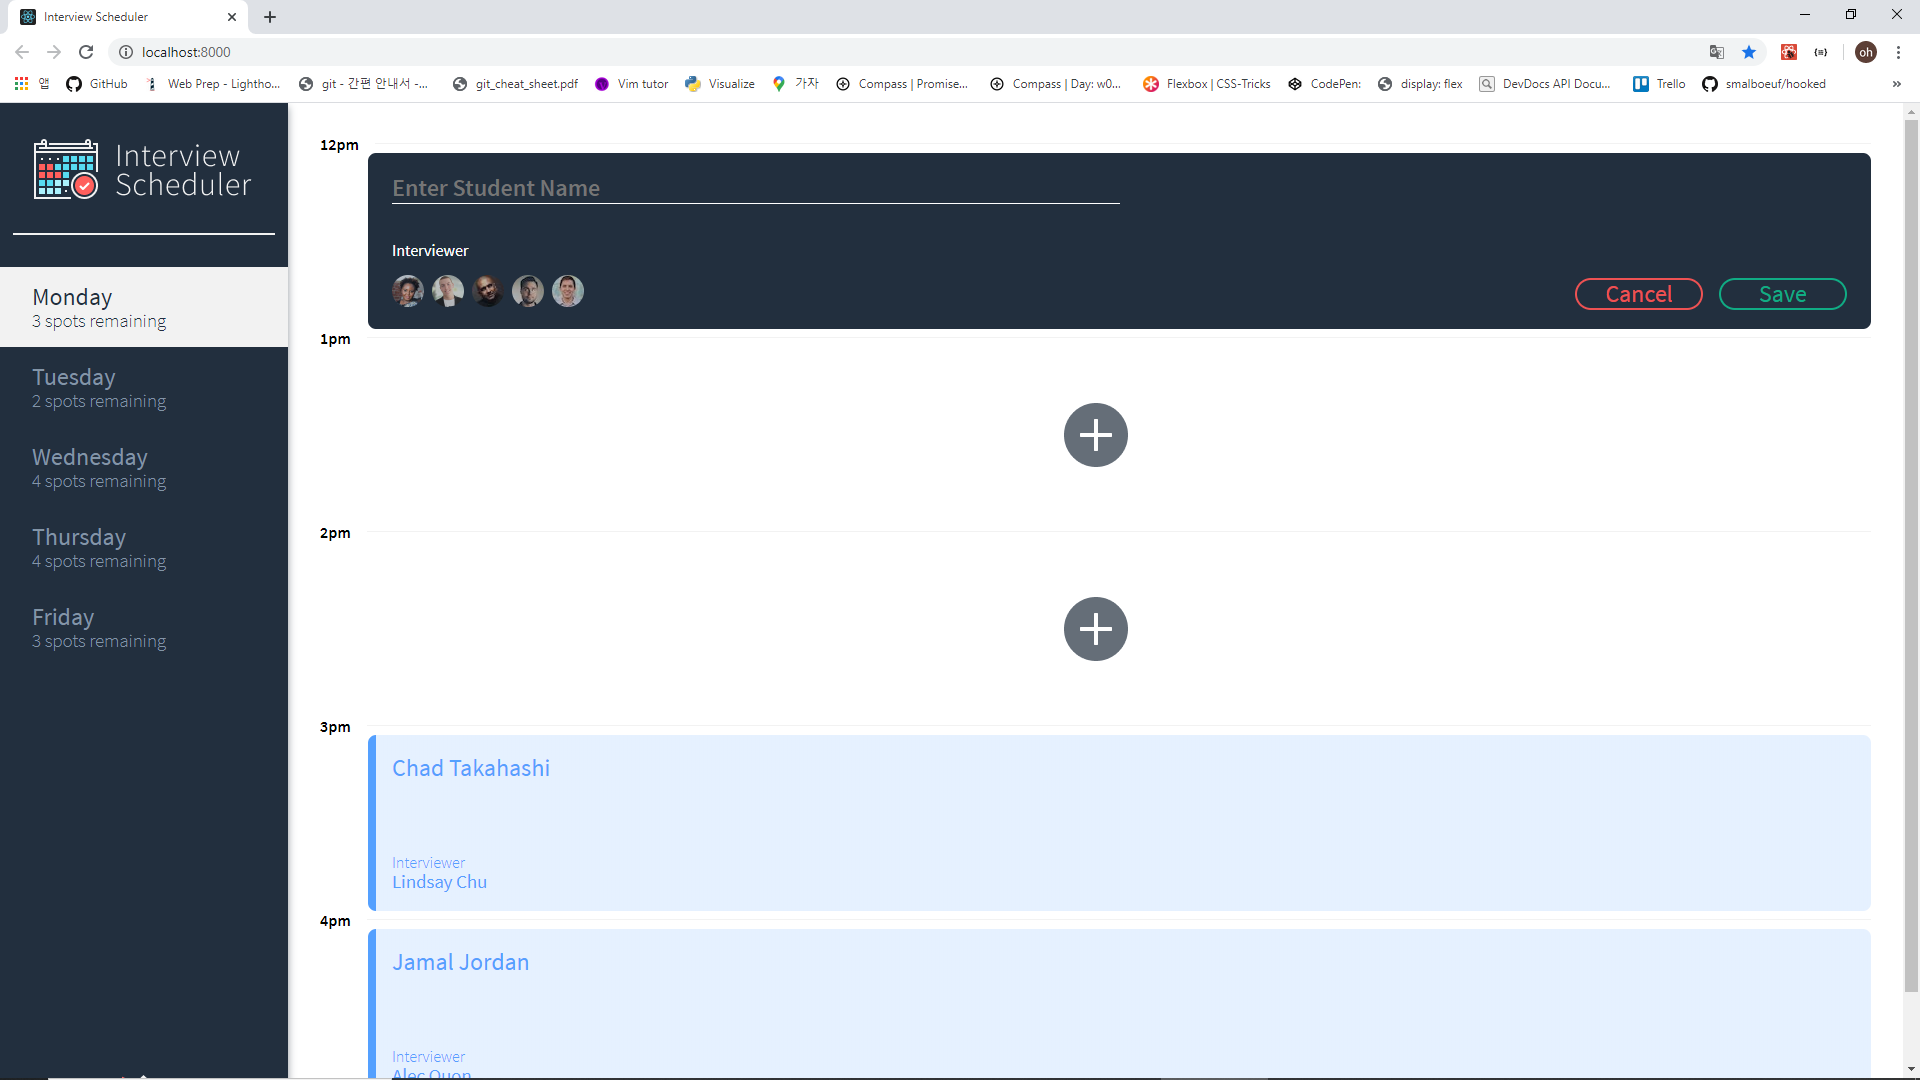 Interview Scheduler
localhost:8000
oh
앱
GitHub
Web Prep - Lightho...
git - 간편 안내서 -...
git_cheat_sheet.pdf
Vim tutor
Visualize
가자
Compass | Promise...
Compass | Day: w0...
Flexbox | CSS-Tricks
CodePen:
display: flex
DevDocs API Docu...
Trello
smalboeuf/hooked
»
Interview
Scheduler
Monday
3 spots remaining
Tuesday
2 spots remaining
Wednesday
4 spots remaining
Thursday
4 spots remaining
Friday
3 spots remaining
12pm
Enter Student Name
Interviewer
Cancel
Save
1pm
2pm
3pm
Chad Takahashi
Interviewer
Lindsay Chu
4pm
Jamal Jordan
Interviewer
Alec Quon